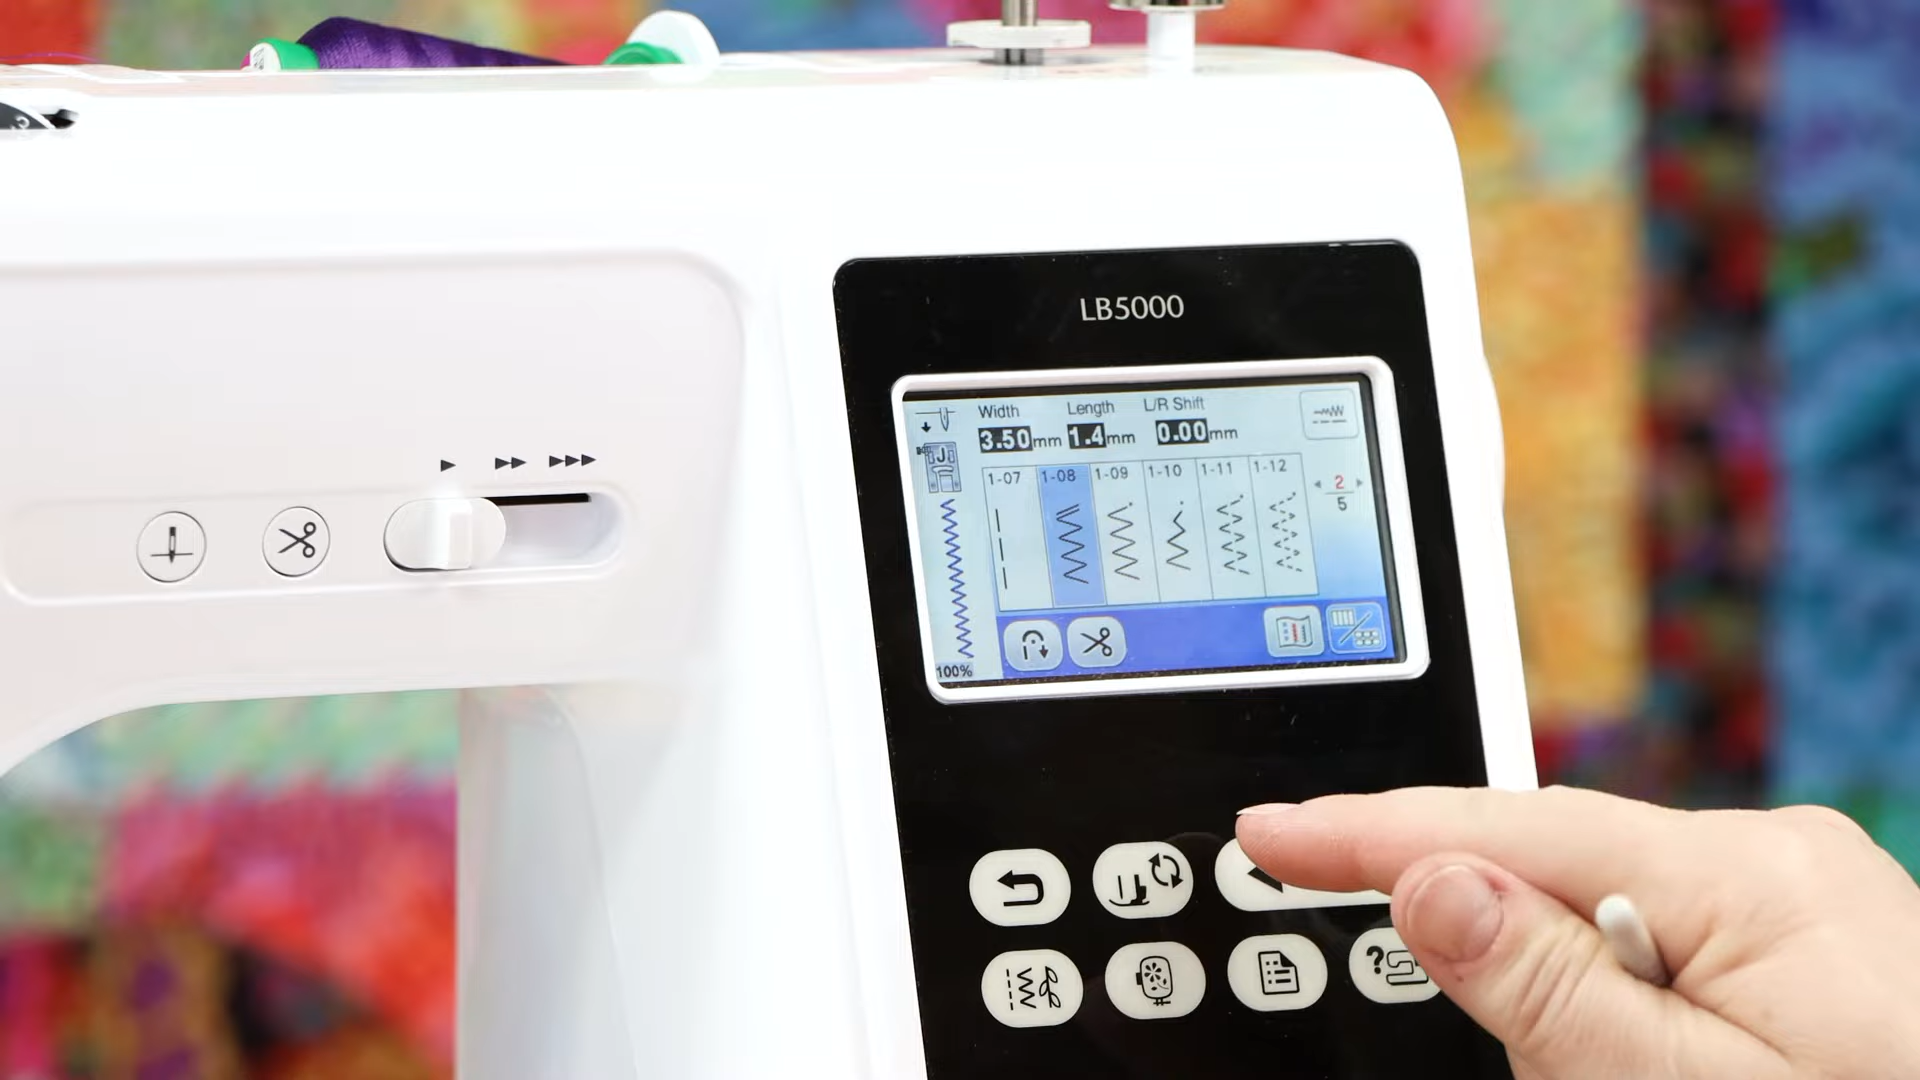 LB5000
Width Length L/R Shift
3.50mm 1.4mm 0.00mm
J
1-07 1-08 1-09 1-10 1-11 1-12
2
5
100%
?